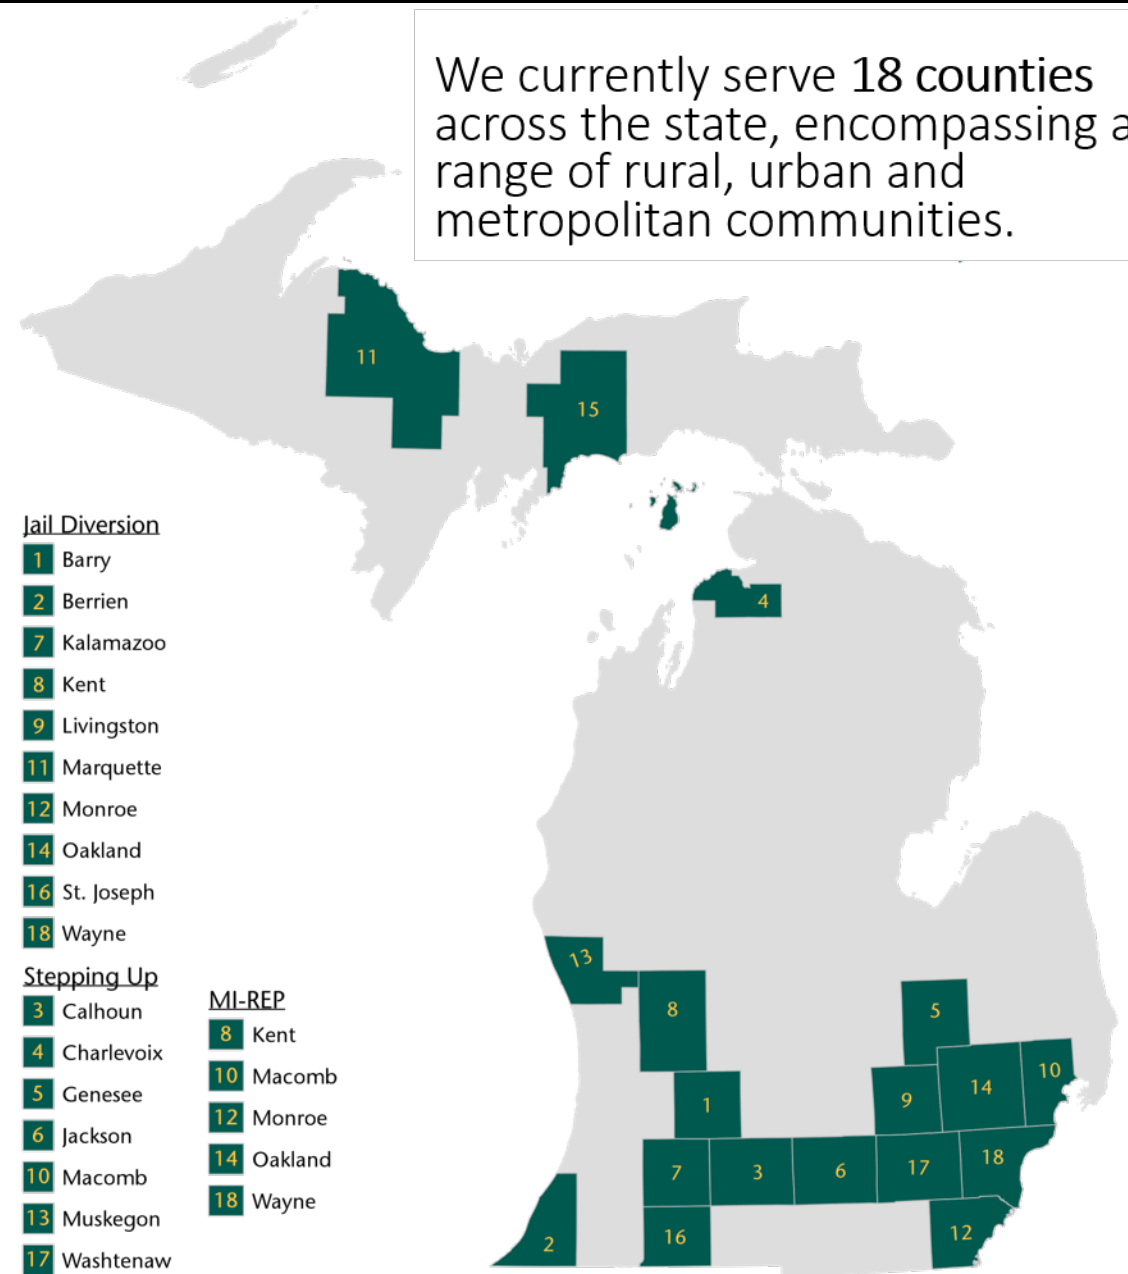 We currently serve 18 counties
across the state, encompassing a
range of rural, urban and
metropolitan communities.
11
15
4
Jail Diversion
1 Barry
2 Berrien
7 Kalamazoo
8 Kent
9 Livingston
11 Marquette
12 Monroe
14 Oakland
16 St. Joseph
18 Wayne
Stepping Up
3 Calhoun
4 Charlevoix
5 Genesee
6 Jackson
10 Macomb
13 Muskegon
17 Washtenaw
MI-REP
8 Kent
10 Macomb
12 Monroe
14 Oakland
18 Wayne
13
8
5
10
14
9
1
18
17
7
3
6
12
16
2